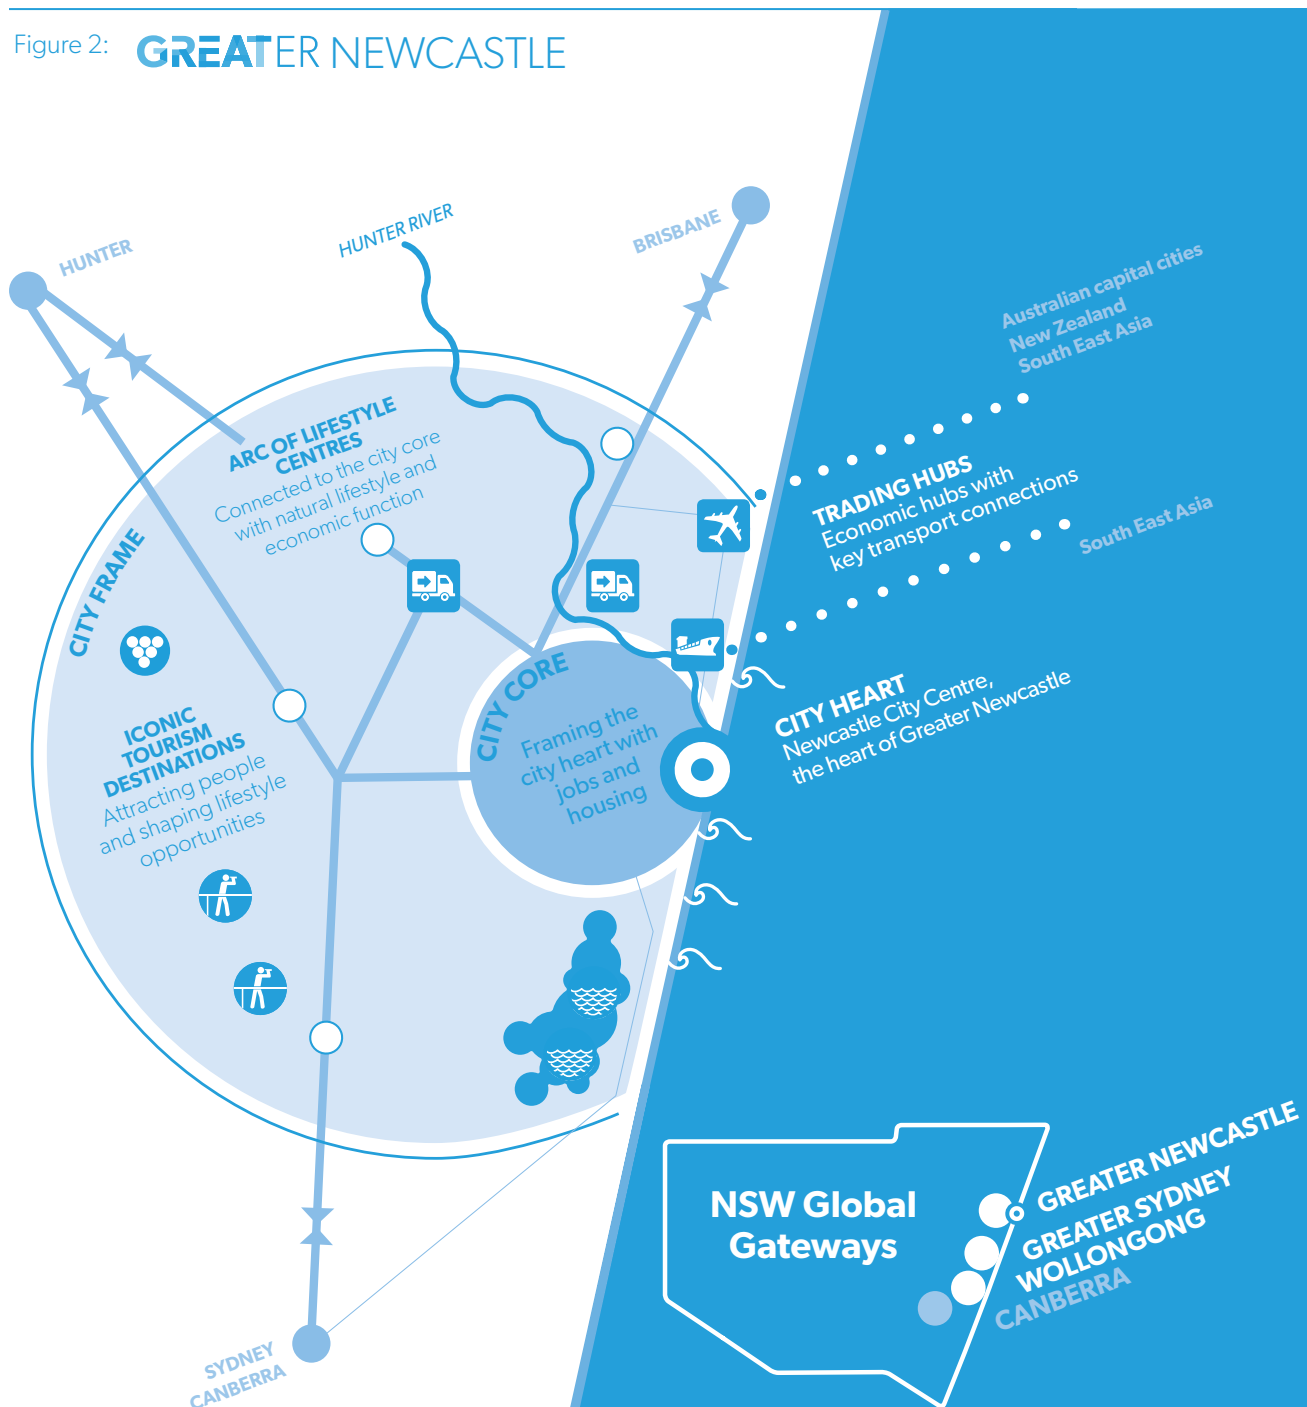 Figure 2: GREATER NEWCASTLE
HUNTER
HUNTER RIVER
BRISBANE
Australian capital cities
New Zealand
South East Asia
ARC OF LIFESTYLE
CENTRES
Connected to the city core
with natural lifestyle and
economic function
TRADING HUBS
Economic hubs with
key transport connections
South East Asia
CITY FRAME
CITY CORE
Framing the
city heart with
jobs and
housing
CITY HEART
Newcastle City Centre,
the heart of Greater Newcastle
ICONIC
TOURISM
DESTINATIONS
Attracting people
and shaping lifestyle
opportunities
NSW Global
Gateways
GREATER NEWCASTLE
GREATER SYDNEY
WOLLONGONG
CANBERRA
SYDNEY
CANBERRA